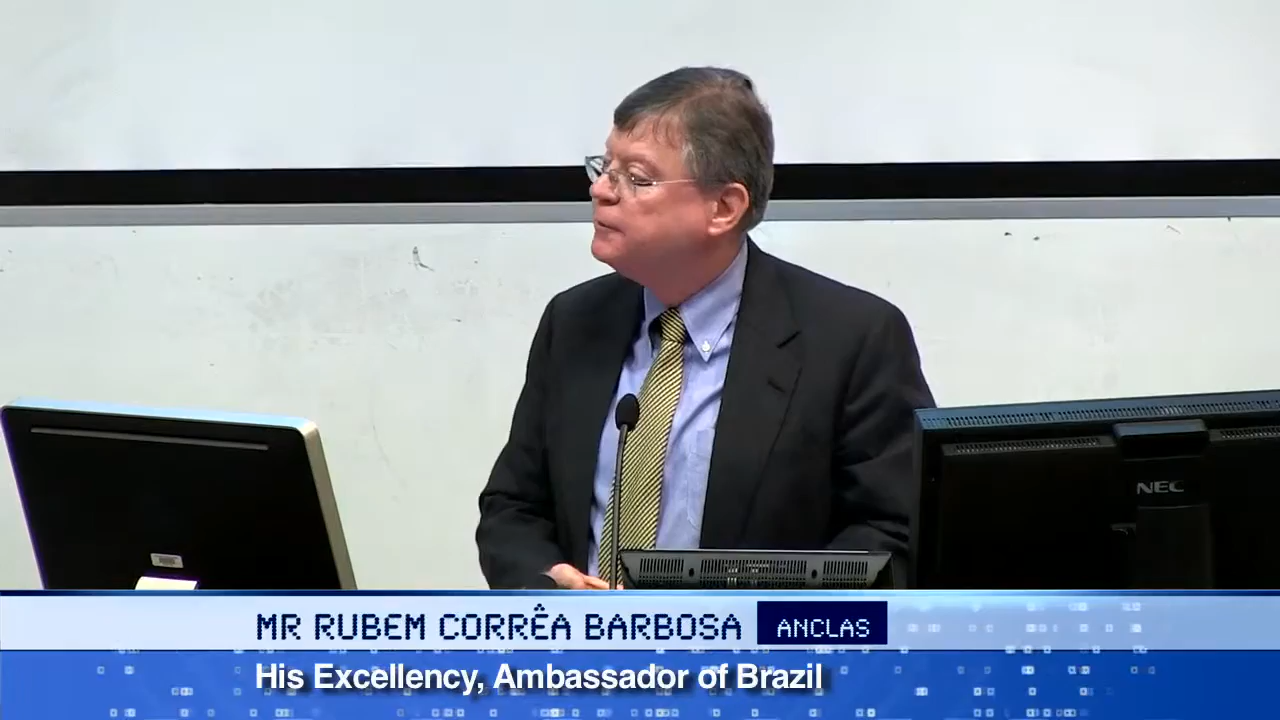 NEC
MR RUBEM CORRÊA BARBOSA ANCLAS
His Excellency, Ambassador of Brazil